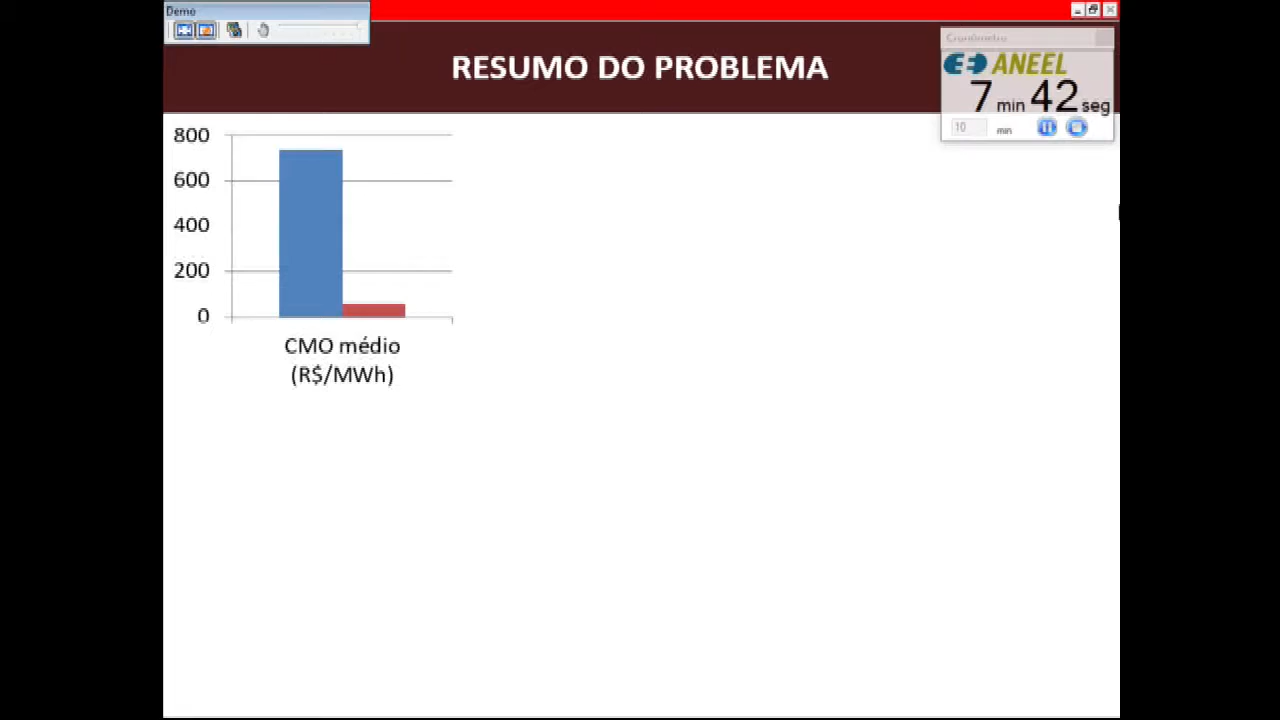 Demo
RESUMO DO PROBLEMA
Cronômetro
ANEEL
7 min 42 seg
10 min
800
600
400
200
0
CMO médio
(R$/MWh)